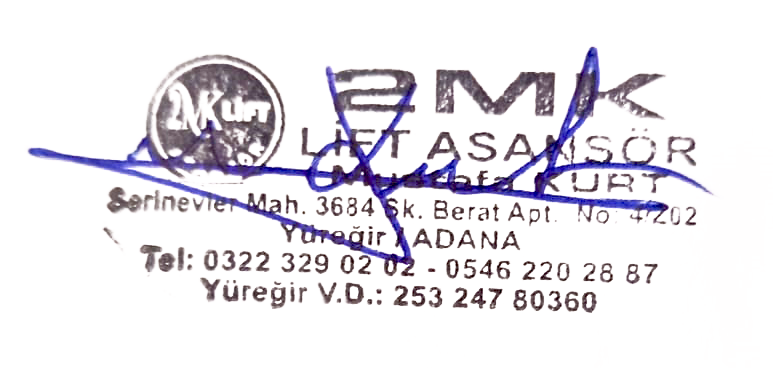 2MKÜRT
2MK
LİFT ASANSÖR
Mustafa KURT
Serinevler Mah. 3684 Sk. Berat Apt. No: 4/202
Yüreğir / ADANA
Tel: 0322 329 02 02 - 0546 220 28 87
Yüreğir V.D.: 253 247 80360